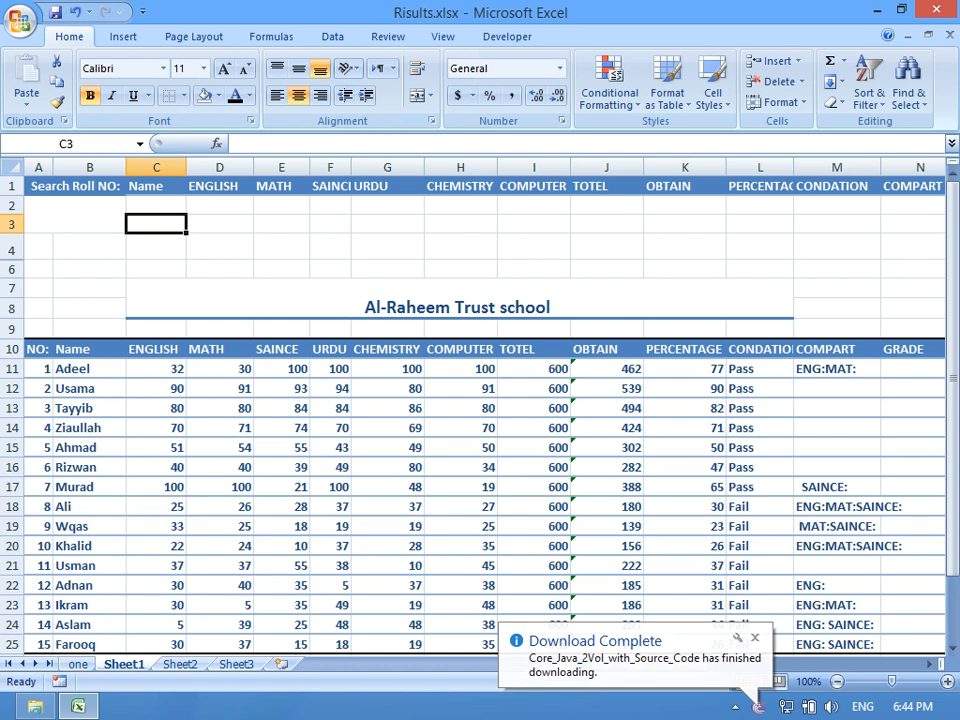 Risults.xlsx - Microsoft Excel
Home Insert Page Layout Formulas Data Review View Developer
Paste Calibri 11 General Conditional Formatting Format as Table Cell Styles Insert Delete Format Sort & Filter Find & Select
Clipboard Font Alignment Number Styles Cells Editing
C3 fx
A B C D E F G H I J K L M N
1 Search Roll NO: Name ENGLISH MATH SAINCI URDU CHEMISTRY COMPUTER TOTEL OBTAIN PERCENTAC CONDATION COMPART
2
3
4
6
7
8 Al-Raheem Trust school
9
10 NO: Name ENGLISH MATH SAINCE URDU CHEMISTRY COMPUTER TOTEL OBTAIN PERCENTAGE CONDATIO COMPART GRADE
11 1 Adeel 32 30 100 100 100 100 600 462 77 Pass ENG:MAT:
12 2 Usama 90 91 93 94 80 91 600 539 90 Pass
13 3 Tayyib 80 80 84 84 86 80 600 494 82 Pass
14 4 Ziaullah 70 71 74 70 69 70 600 424 71 Pass
15 5 Ahmad 51 54 55 43 49 50 600 302 50 Pass
16 6 Rizwan 40 40 39 49 80 34 600 282 47 Pass
17 7 Murad 100 100 21 100 48 19 600 388 65 Pass SAINCE:
18 8 Ali 25 26 28 37 37 27 600 180 30 Fail ENG:MAT:SAINCE:
19 9 Wqas 33 25 18 19 19 25 600 139 23 Fail MAT:SAINCE:
20 10 Khalid 22 24 10 37 28 35 600 156 26 Fail ENG:MAT:SAINCE:
21 11 Usman 37 37 55 38 10 45 600 222 37 Fail
22 12 Adnan 30 40 35 5 37 38 600 185 31 Fail ENG:
23 13 Ikram 30 5 35 49 19 48 600 186 31 Fail ENG:MAT:
24 14 Aslam 5 39 25 48 48 38 ENG: SAINCE:
25 15 Farooq 30 37 15 18 19 35 ENG: SAINCE:
Download Complete
Core_Java_2Vol_with_Source_Code has finished
downloading.
one Sheet1 Sheet2 Sheet3
Ready 100%
ENG 6:44 PM